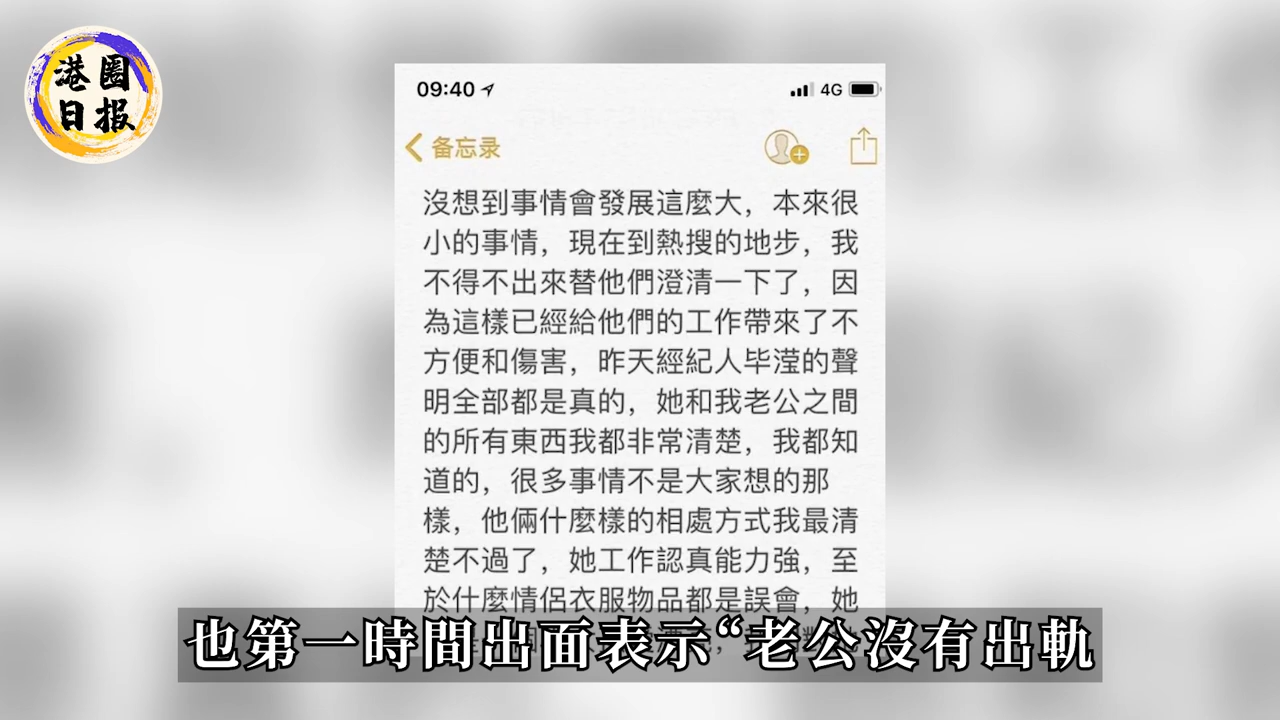 港圈
日报
09:40
4G
备忘录
沒想到事情會發展這麼大，本來很
小的事情，現在到熱搜的地步，我
不得不出來替他們澄清一下了，因
為這樣已經給他們的工作帶來了不
方便和傷害，昨天經紀人毕滢的聲
明全部都是真的，她和我老公之間
的所有東西我都非常清楚，我都知
道的，很多事情不是大家想的那
樣，他倆什麼樣的相處方式我最清
楚不過了，她工作認真能力強，至
於什麼情侶衣服物品都是誤會，她
也第一時間出面表示“老公沒有出軌